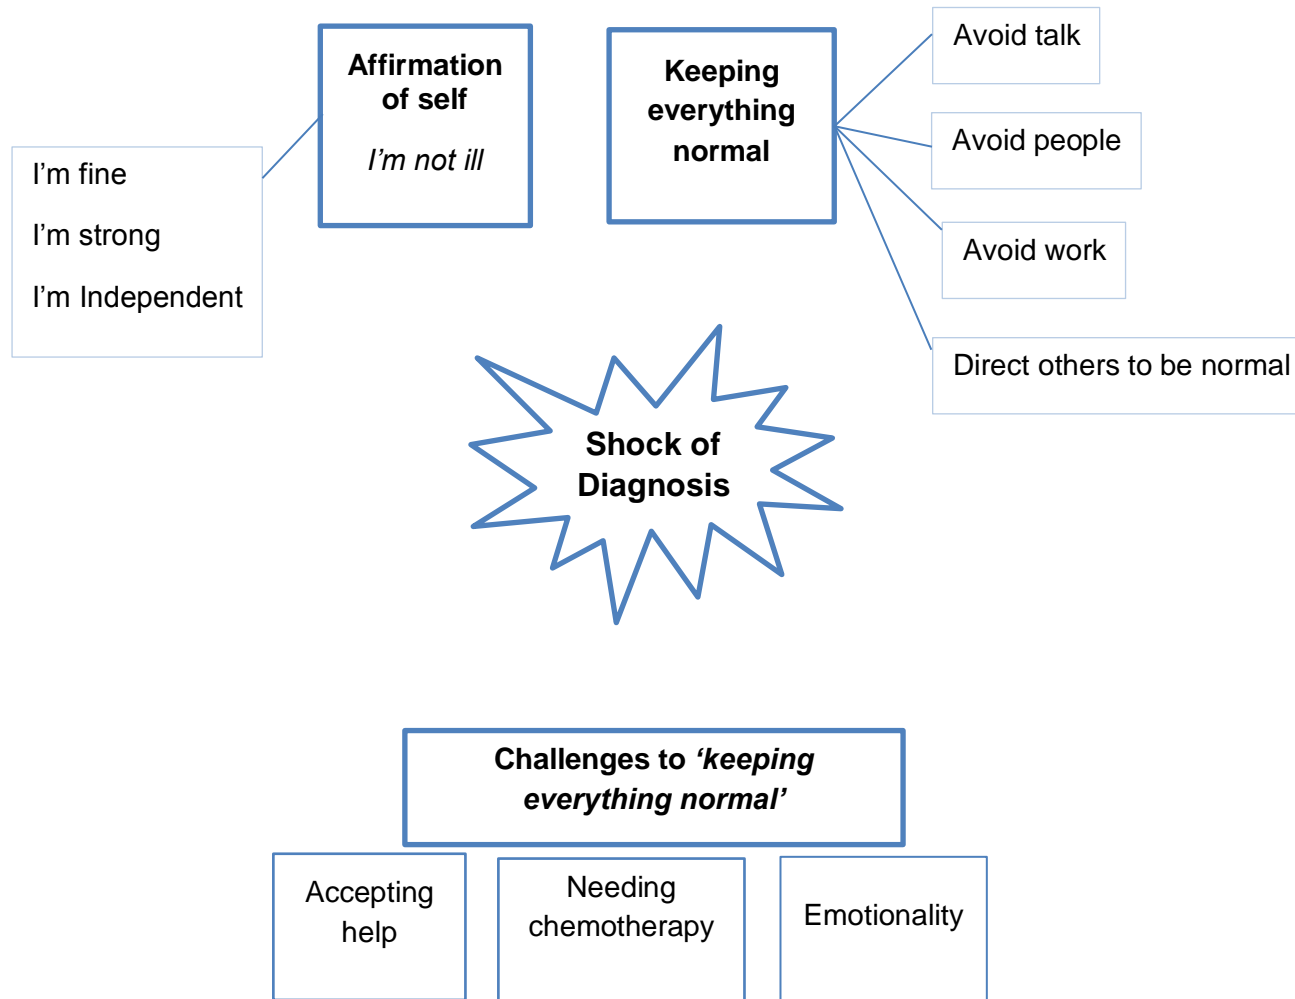 Affirmation
of self
I'm not ill
I'm fine
I'm strong
I'm Independent
Keeping
everything
normal
Avoid talk
Avoid people
Avoid work
Direct others to be normal
Shock of
Diagnosis
Challenges to ‘keeping
everything normal’
Accepting
help
Needing
chemotherapy
Emotionality